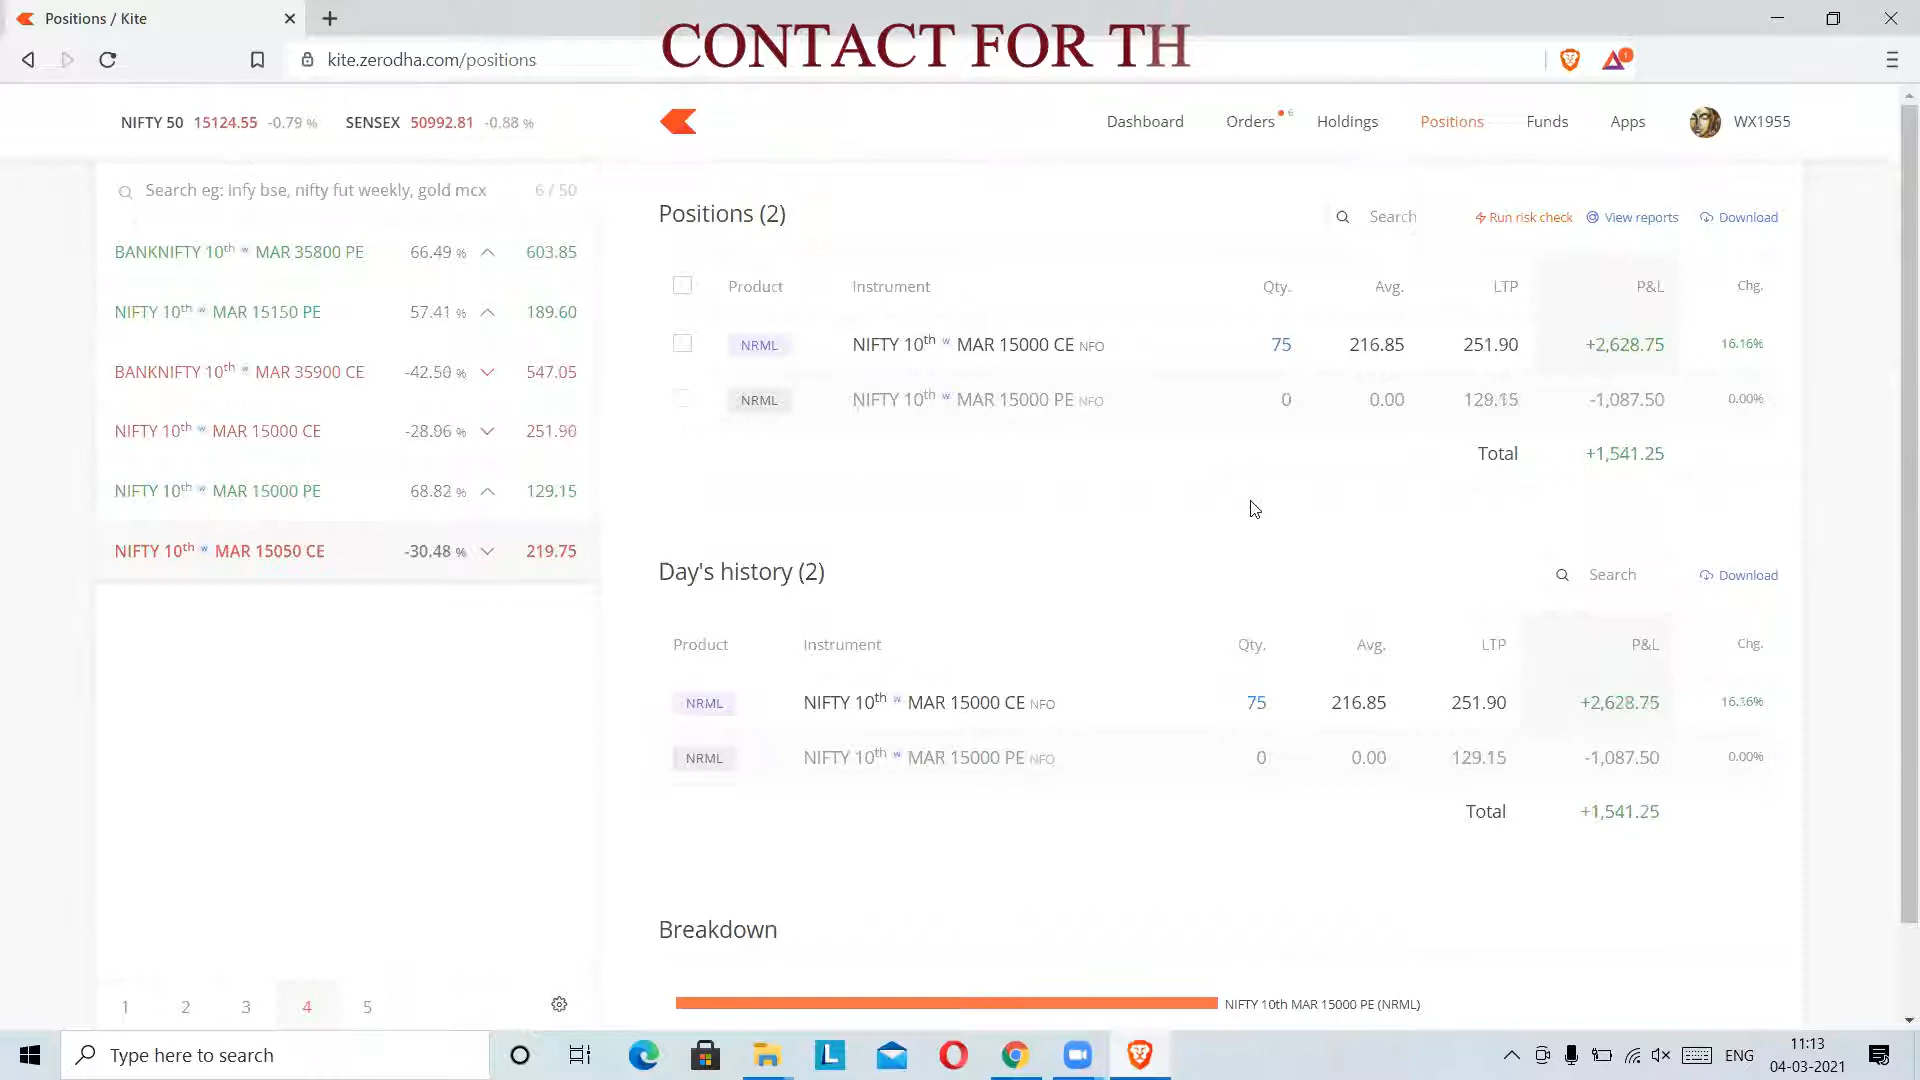 Positions / Kite
CONTACT FOR TH
kite.zerodha.com/positions
NIFTY 50 15124.55 -0.79 % SENSEX 50992.81 -0.88 %
Dashboard Orders 6 Holdings Positions Funds Apps WX1955
Search eg: infy bse, nifty fut weekly, gold mcx 6 / 50
BANKNIFTY 10th w MAR 35800 PE 66.49 % 603.85
NIFTY 10th w MAR 15150 PE 57.41 % 189.60
BANKNIFTY 10th w MAR 35900 CE -42.50 % 547.05
NIFTY 10th w MAR 15000 CE -28.96 % 251.90
NIFTY 10th w MAR 15000 PE 68.82 % 129.15
NIFTY 10th w MAR 15050 CE -30.48 % 219.75
1 2 3 4 5
Positions (2) Search Run risk check View reports Download
Product Instrument Qty. Avg. LTP P&L Chg.
NRML NIFTY 10th w MAR 15000 CE NFO 75 216.85 251.90 +2,628.75 16.16%
NRML NIFTY 10th w MAR 15000 PE NFO 0 0.00 129.15 -1,087.50 0.00%
Total +1,541.25
Day's history (2) Search Download
Product Instrument Qty. Avg. LTP P&L Chg.
NRML NIFTY 10th w MAR 15000 CE NFO 75 216.85 251.90 +2,628.75 16.16%
NRML NIFTY 10th w MAR 15000 PE NFO 0 0.00 129.15 -1,087.50 0.00%
Total +1,541.25
Breakdown
NIFTY 10th MAR 15000 PE (NRML)
Type here to search
ENG
11:13
04-03-2021